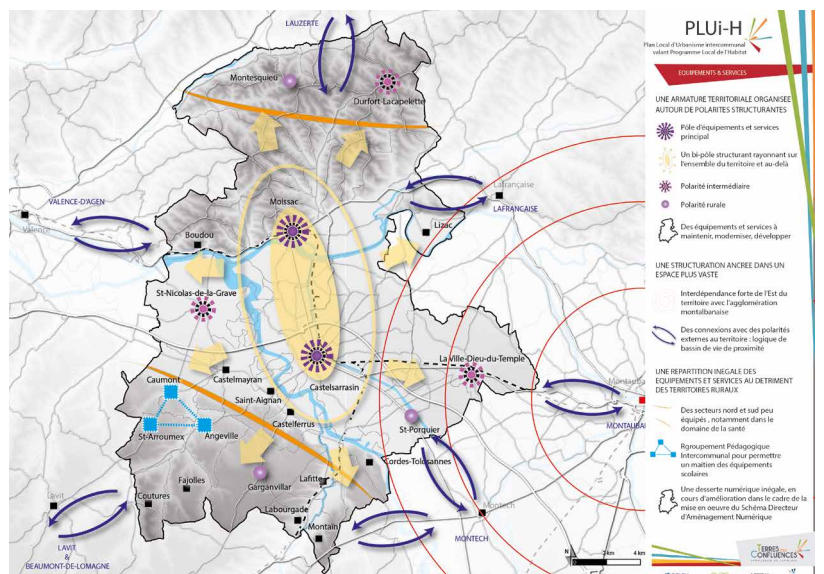 LAUZERTE
Montesquieu
Durfort-Lacapelette
VALENCE-D'AGEN
Valence
Moissac
Lafrançaise
LAFRANCAISE
Boudou
Lizac
St-Nicolas-de-la-Grave
La Ville-Dieu-du-Temple
Castelmayran
Castelsarrasin
Caumont
Saint-Aignan
Montauba
MONTAUBA
St-Porquier
St-Arroumex
Angeville
Castelferrus
Cordes-Tolosannes
Fajolles
Lafitte
Garganvillar
Lavit
Coutures
Labourgade
Montech
Montain
LAVIT
&
BEAUMONT-DE-LOMAGNE
MONTECH
N
2 km
4 km
PLUi-H
Plan Local d'Urbanisme intercommunal
valant Programme Local de l'Habitat
EQUIPEMENTS & SERVICES
UNE ARMATURE TERRITORIALE ORGANISEE
AUTOUR DE POLARITES STRUCTURANTES
Pôle d'équipements et services
principal
Un bi-pôle structurant rayonnant sur
l'ensemble du territoire et au-delà
Polarité intermédiaire
Polarité rurale
Des équipements et services à
maintenir, moderniser, développer
UNE STRUCTURATION ANCREE DANS UN
ESPACE PLUS VASTE
Interdépendance forte de l'Est du
territoire avec l'agglomération
montalbanaise
Des connexions avec des polarités
externes au territoire : logique de
bassin de vie de proximité
UNE REPARTITION INEGALE DES
EQUIPEMENTS ET SERVICES AU DETRIMENT
DES TERRITOIRES RURAUX
Des secteurs nord et sud peu
équipés , notamment dans le
domaine de la santé
Rgroupement Pédagogique
Intercommunal pour permettre
un maitien des équipements
scolaires
Une desserte numérique inégale, en
cours d'amélioration dans le cadre de la
mise en oeuvre du Schéma Directeur
d'Aménagement Numérique
TERRES
DES
CONFLUENCES